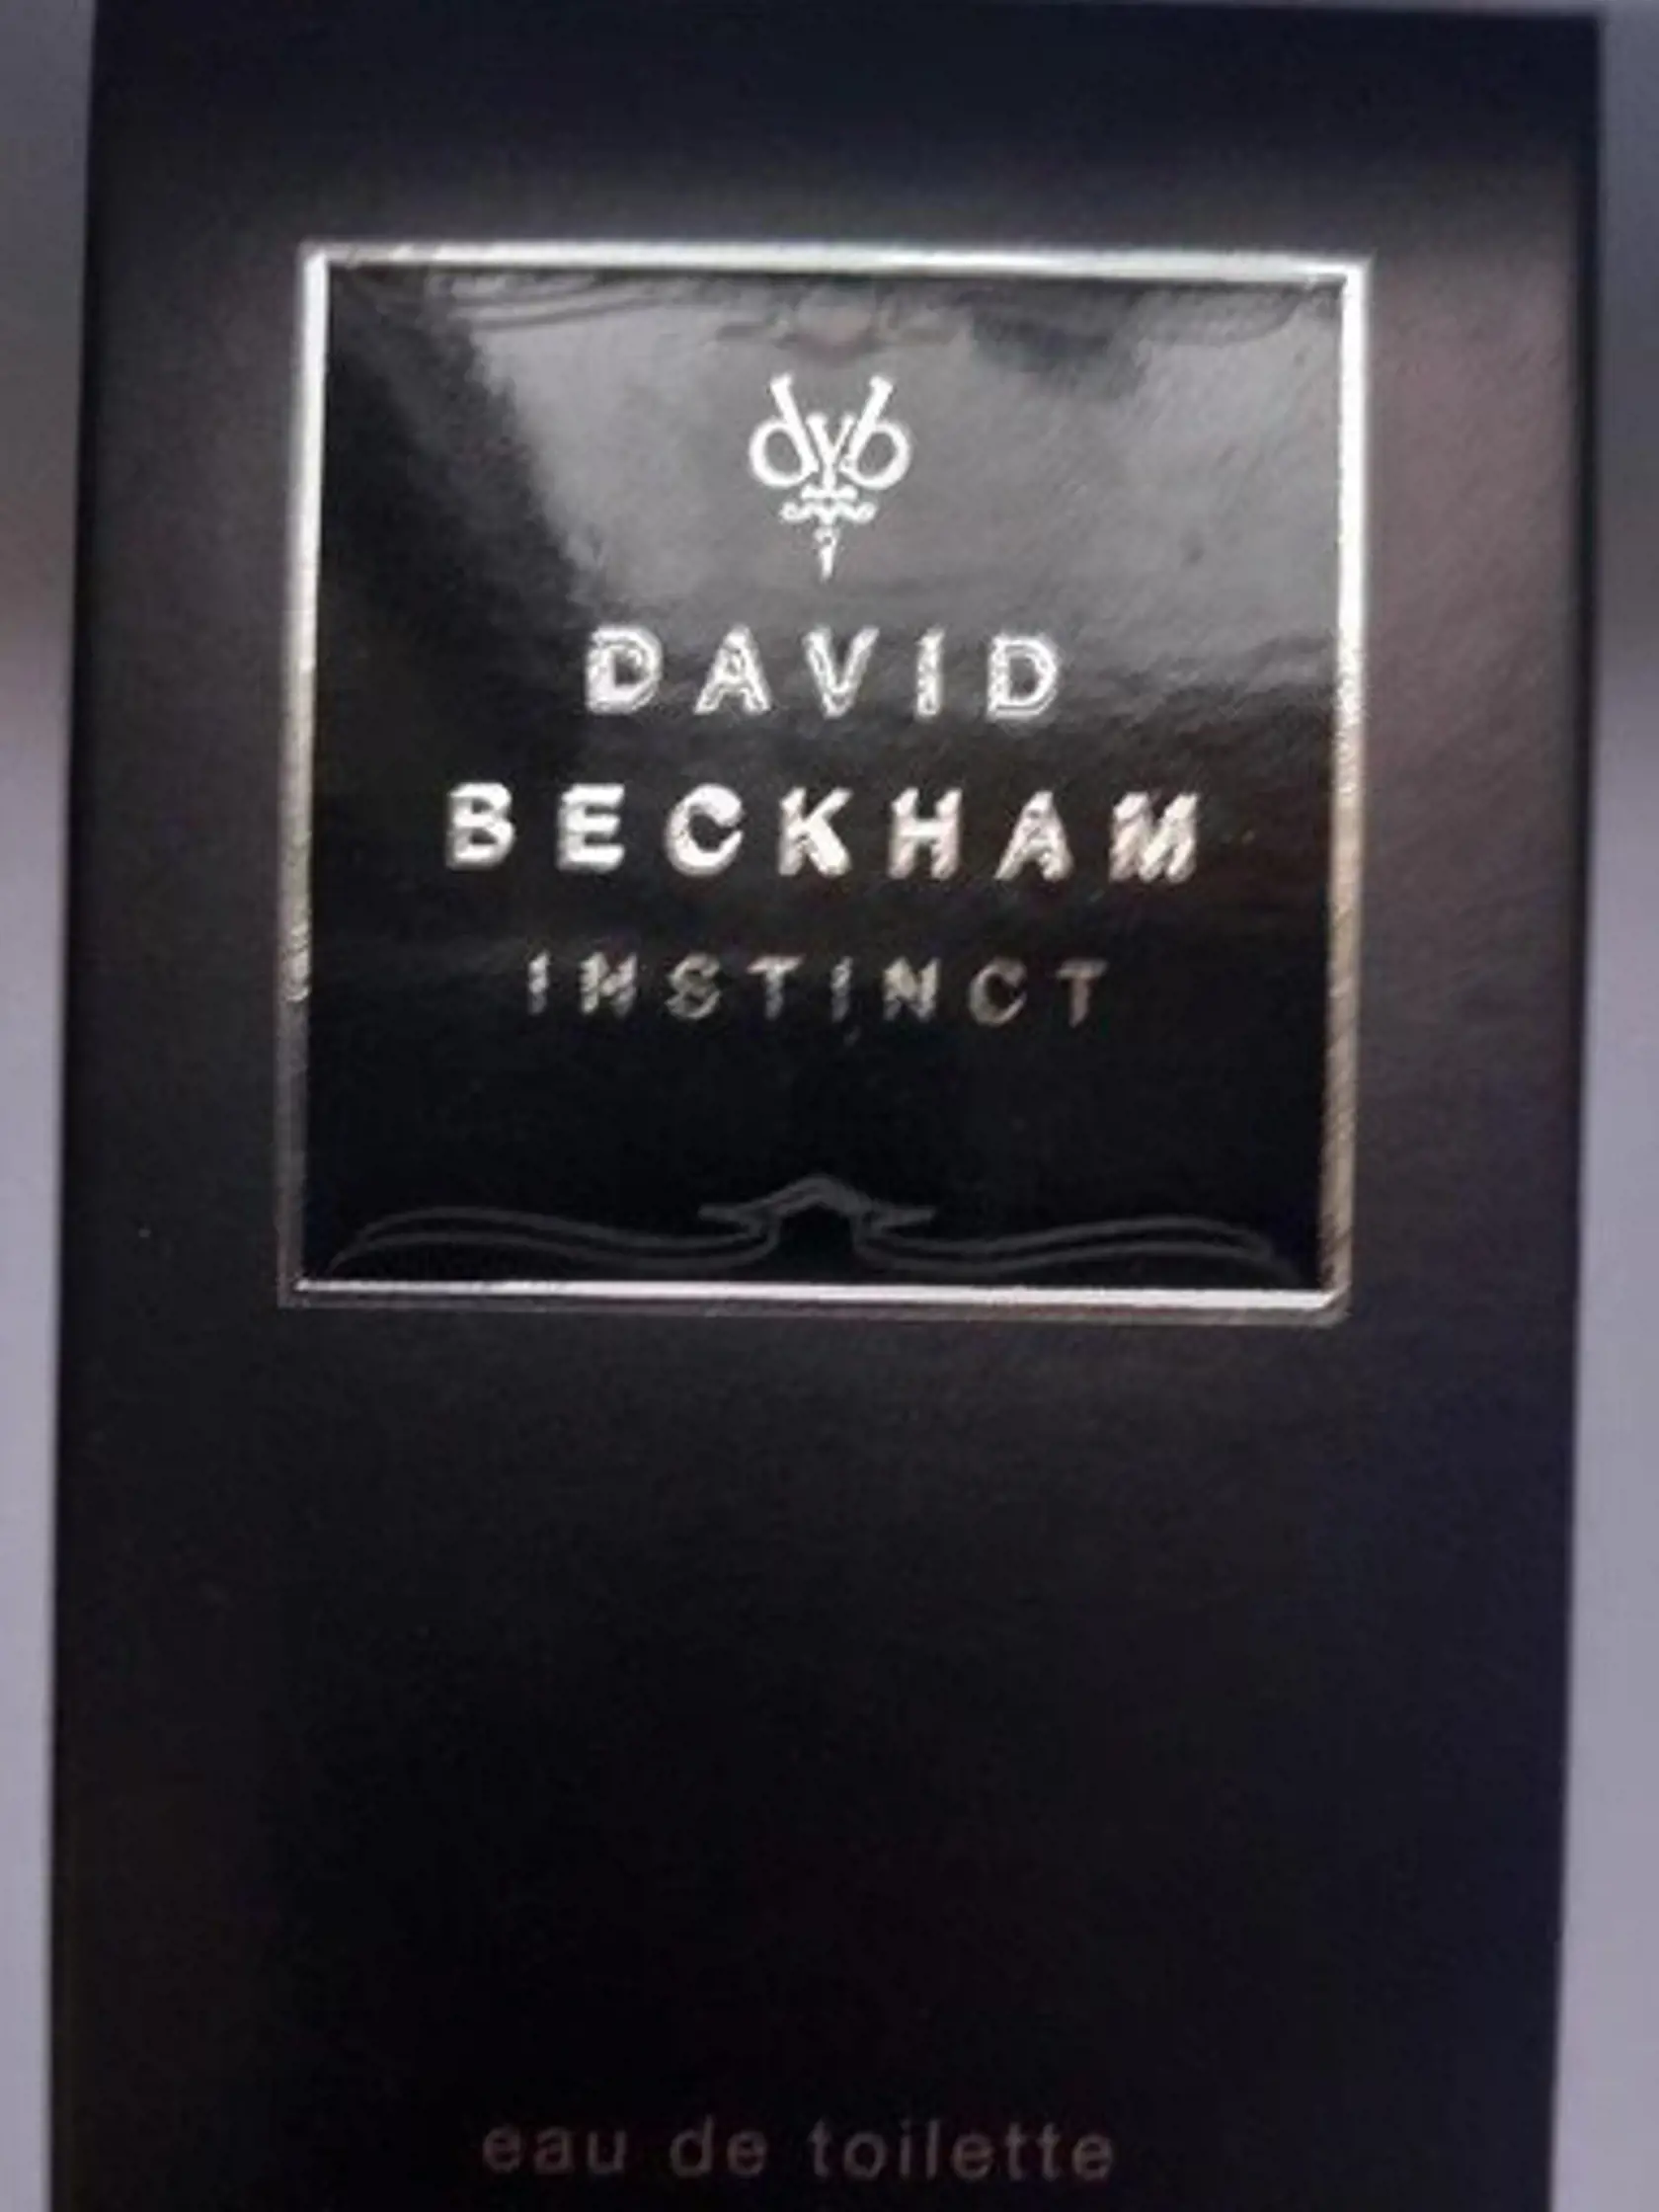 dvb
DAVID
BECKHAM
INSTINCT
eau de toilette